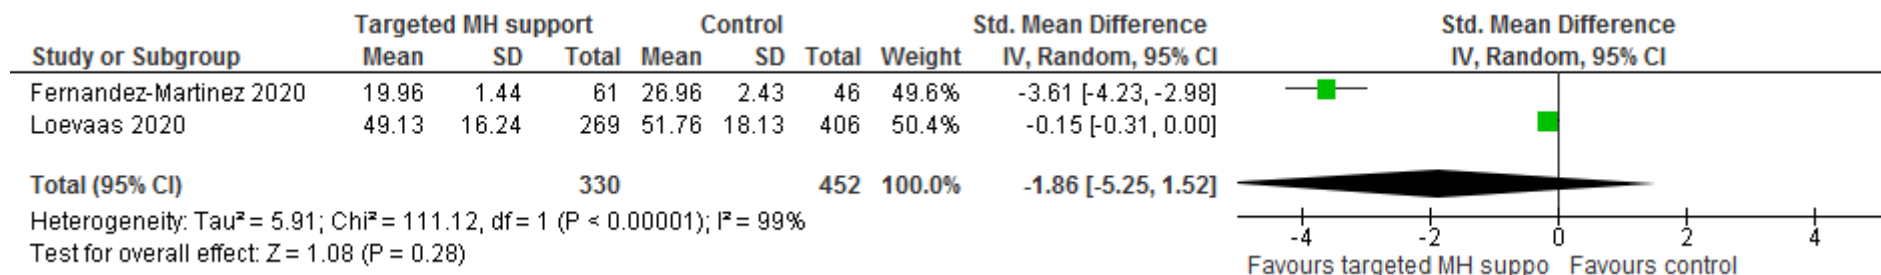 Targeted MH support Control Std. Mean Difference Std. Mean Difference
Study or Subgroup Mean SD Total Mean SD Total Weight IV, Random, 95% CI IV, Random, 95% CI
Fernandez-Martinez 2020 19.96 1.44 61 26.96 2.43 46 49.6% -3.61 [-4.23, -2.98]
Loevaas 2020 49.13 16.24 269 51.76 18.13 406 50.4% -0.15 [-0.31, 0.00]
Total (95% CI) 330 452 100.0% -1.86 [-5.25, 1.52]
Heterogeneity: Tau² = 5.91; Chi² = 111.12, df = 1 (P < 0.00001); I² = 99%
Test for overall effect: Z = 1.08 (P = 0.28)
-4 -2 0 2 4
Favours targeted MH suppo Favours control